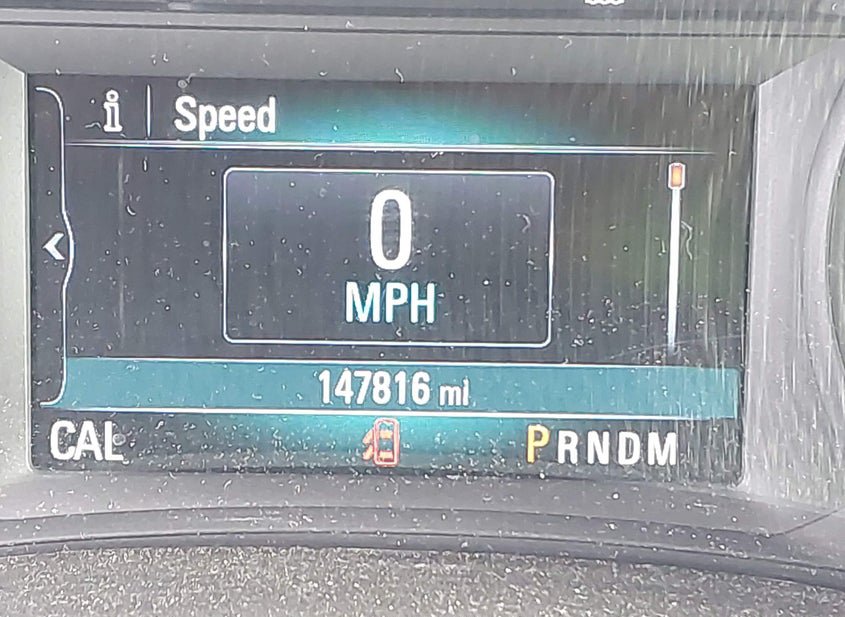 i Speed
0
MPH
147816 mi
CAL PRNDM